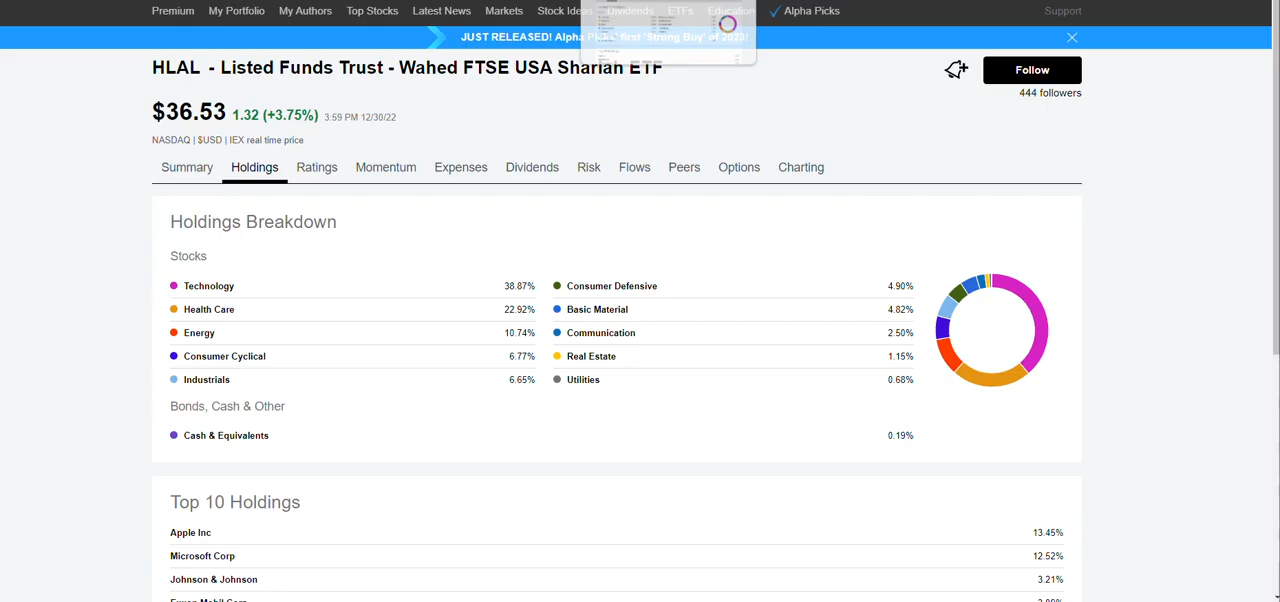 Premium My Portfolio My Authors Top Stocks Latest News Markets Stock Ideas Dividends ETFs Education Alpha Picks Support
JUST RELEASED! Alpha Picks' first 'Strong Buy' of 2023!
HLAL - Listed Funds Trust - Wahed FTSE USA Shariah ETF
Follow
444 followers
$36.53 1.32 (+3.75%) 3:59 PM 12/30/22
NASDAQ | $USD | IEX real time price
Summary Holdings Ratings Momentum Expenses Dividends Risk Flows Peers Options Charting
Holdings Breakdown
Stocks
Technology 38.87% Consumer Defensive 4.90%
Health Care 22.92% Basic Material 4.82%
Energy 10.74% Communication 2.50%
Consumer Cyclical 6.77% Real Estate 1.15%
Industrials 6.65% Utilities 0.68%
Bonds, Cash & Other
Cash & Equivalents 0.19%
Top 10 Holdings
Apple Inc 13.45%
Microsoft Corp 12.52%
Johnson & Johnson 3.21%
Exxon Mobil Corp